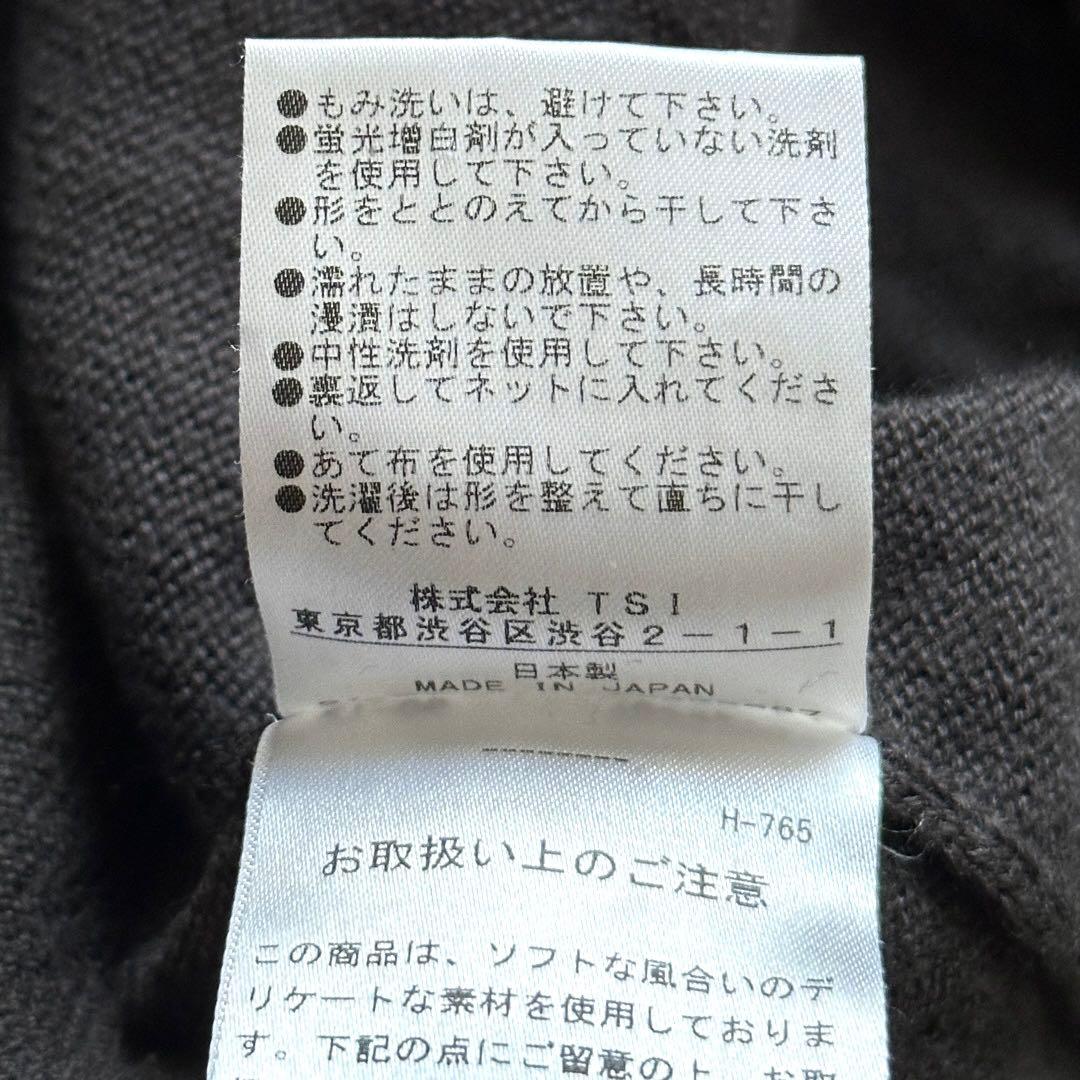 ●もみ洗いは、避けて下さい。
●蛍光増白剤が入っていない洗剤
を使用して下さい。
●形をととのえてから干して下さ
い。
●濡れたままの放置や、長時間の
浸漬はしないで下さい。
●中性洗剤を使用して下さい。
●裏返してネットに入れてくださ
い。
●あて布を使用してください。
●洗濯後は形を整えて直ちに干し
てください。
株式会社 TSI
東京都渋谷区渋谷2-1-1
日本製
MADE IN JAPAN
H-765
お取扱い上のご注意
この商品は、ソフトな風合いのデ
リケートな素材を使用しておりま
す。下記の点にご留意の上、お取